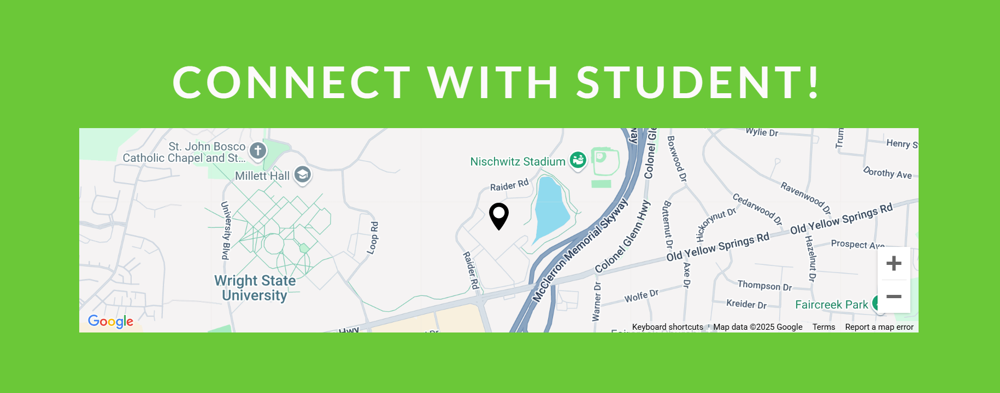 CONNECT WITH STUDENT!
St. John Bosco
Catholic Chapel and St...
Millett Hall
University Blvd
Loop Rd
Wright State
University
Nischwitz Stadium
Raider Rd
Raider Rd
way
Colonel Gle
McClerron Memorial Skyway
Colonel Glenn Hwy
Boxwood Dr
Wylie Dr
Trum
Henry S
Dorothy Ave
Ravenwood Dr
Cedarwood Dr
Hickorynut Dr
Butternut Dr
Old Yellow Springs Rd
Old Yellow Springs Rd
Prospect Ave
Hazelnut Dr
Axe Dr
Thompson Dr
Wolfe Dr
Warner Dr
Kreider Dr
Faircreek Park
Google
Hwy
Dr
Keyboard shortcuts
Map data ©2025 Google
Terms
Report a map error